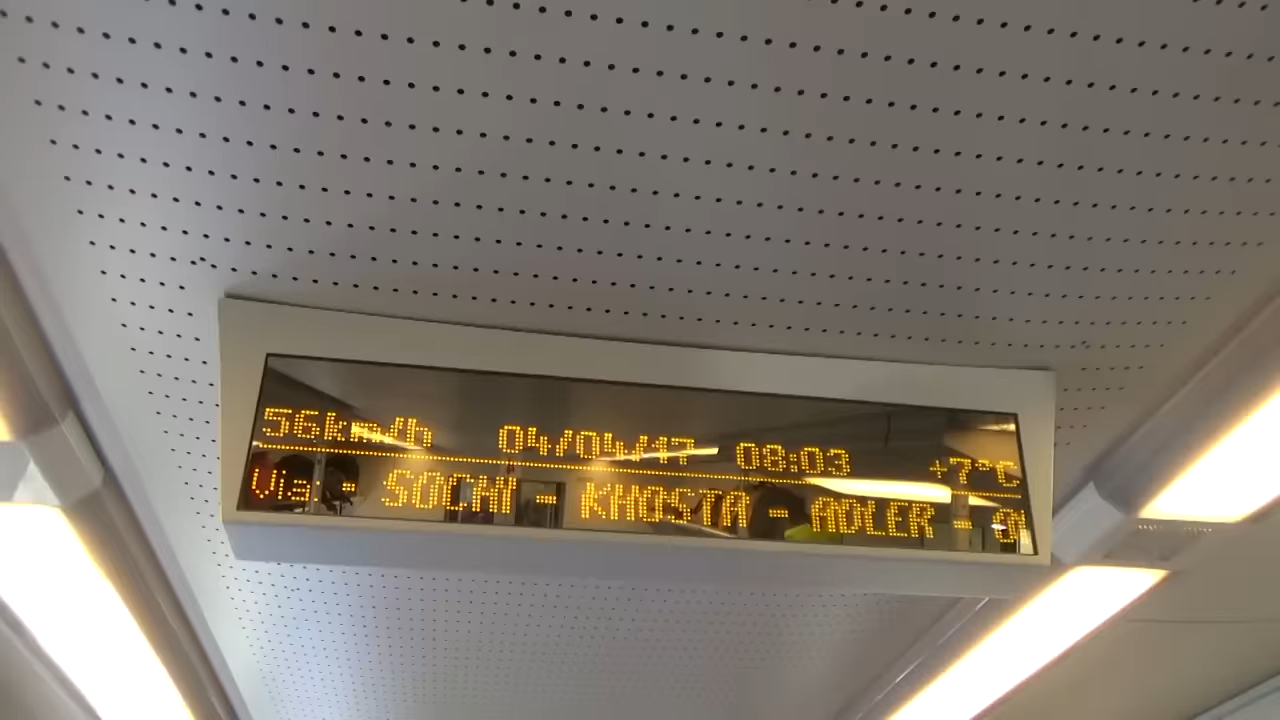 56km/h 04/04/17 08:03 +7°C
Via: - SOCHI - KHOSTA - ADLER -